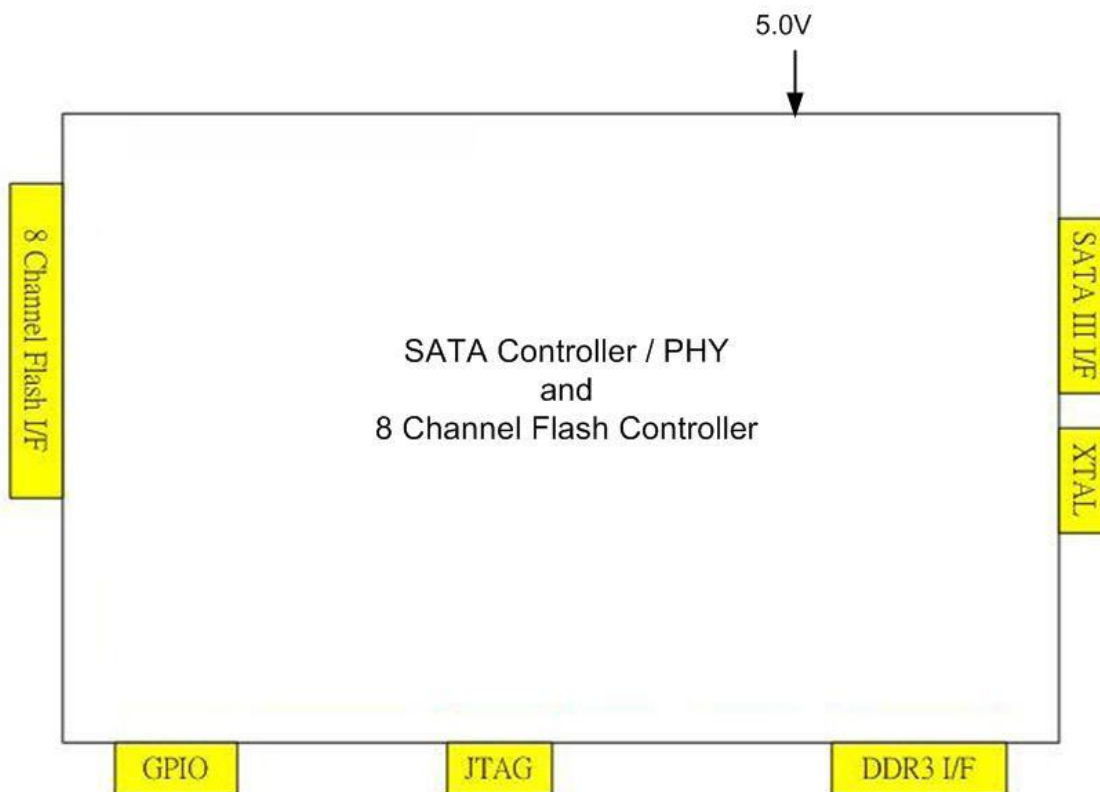 5.0V
8 Channel Flash I/F
SATA III I/F
SATA Controller / PHY
and
8 Channel Flash Controller
XTAL
GPIO
JTAG
DDR3 I/F